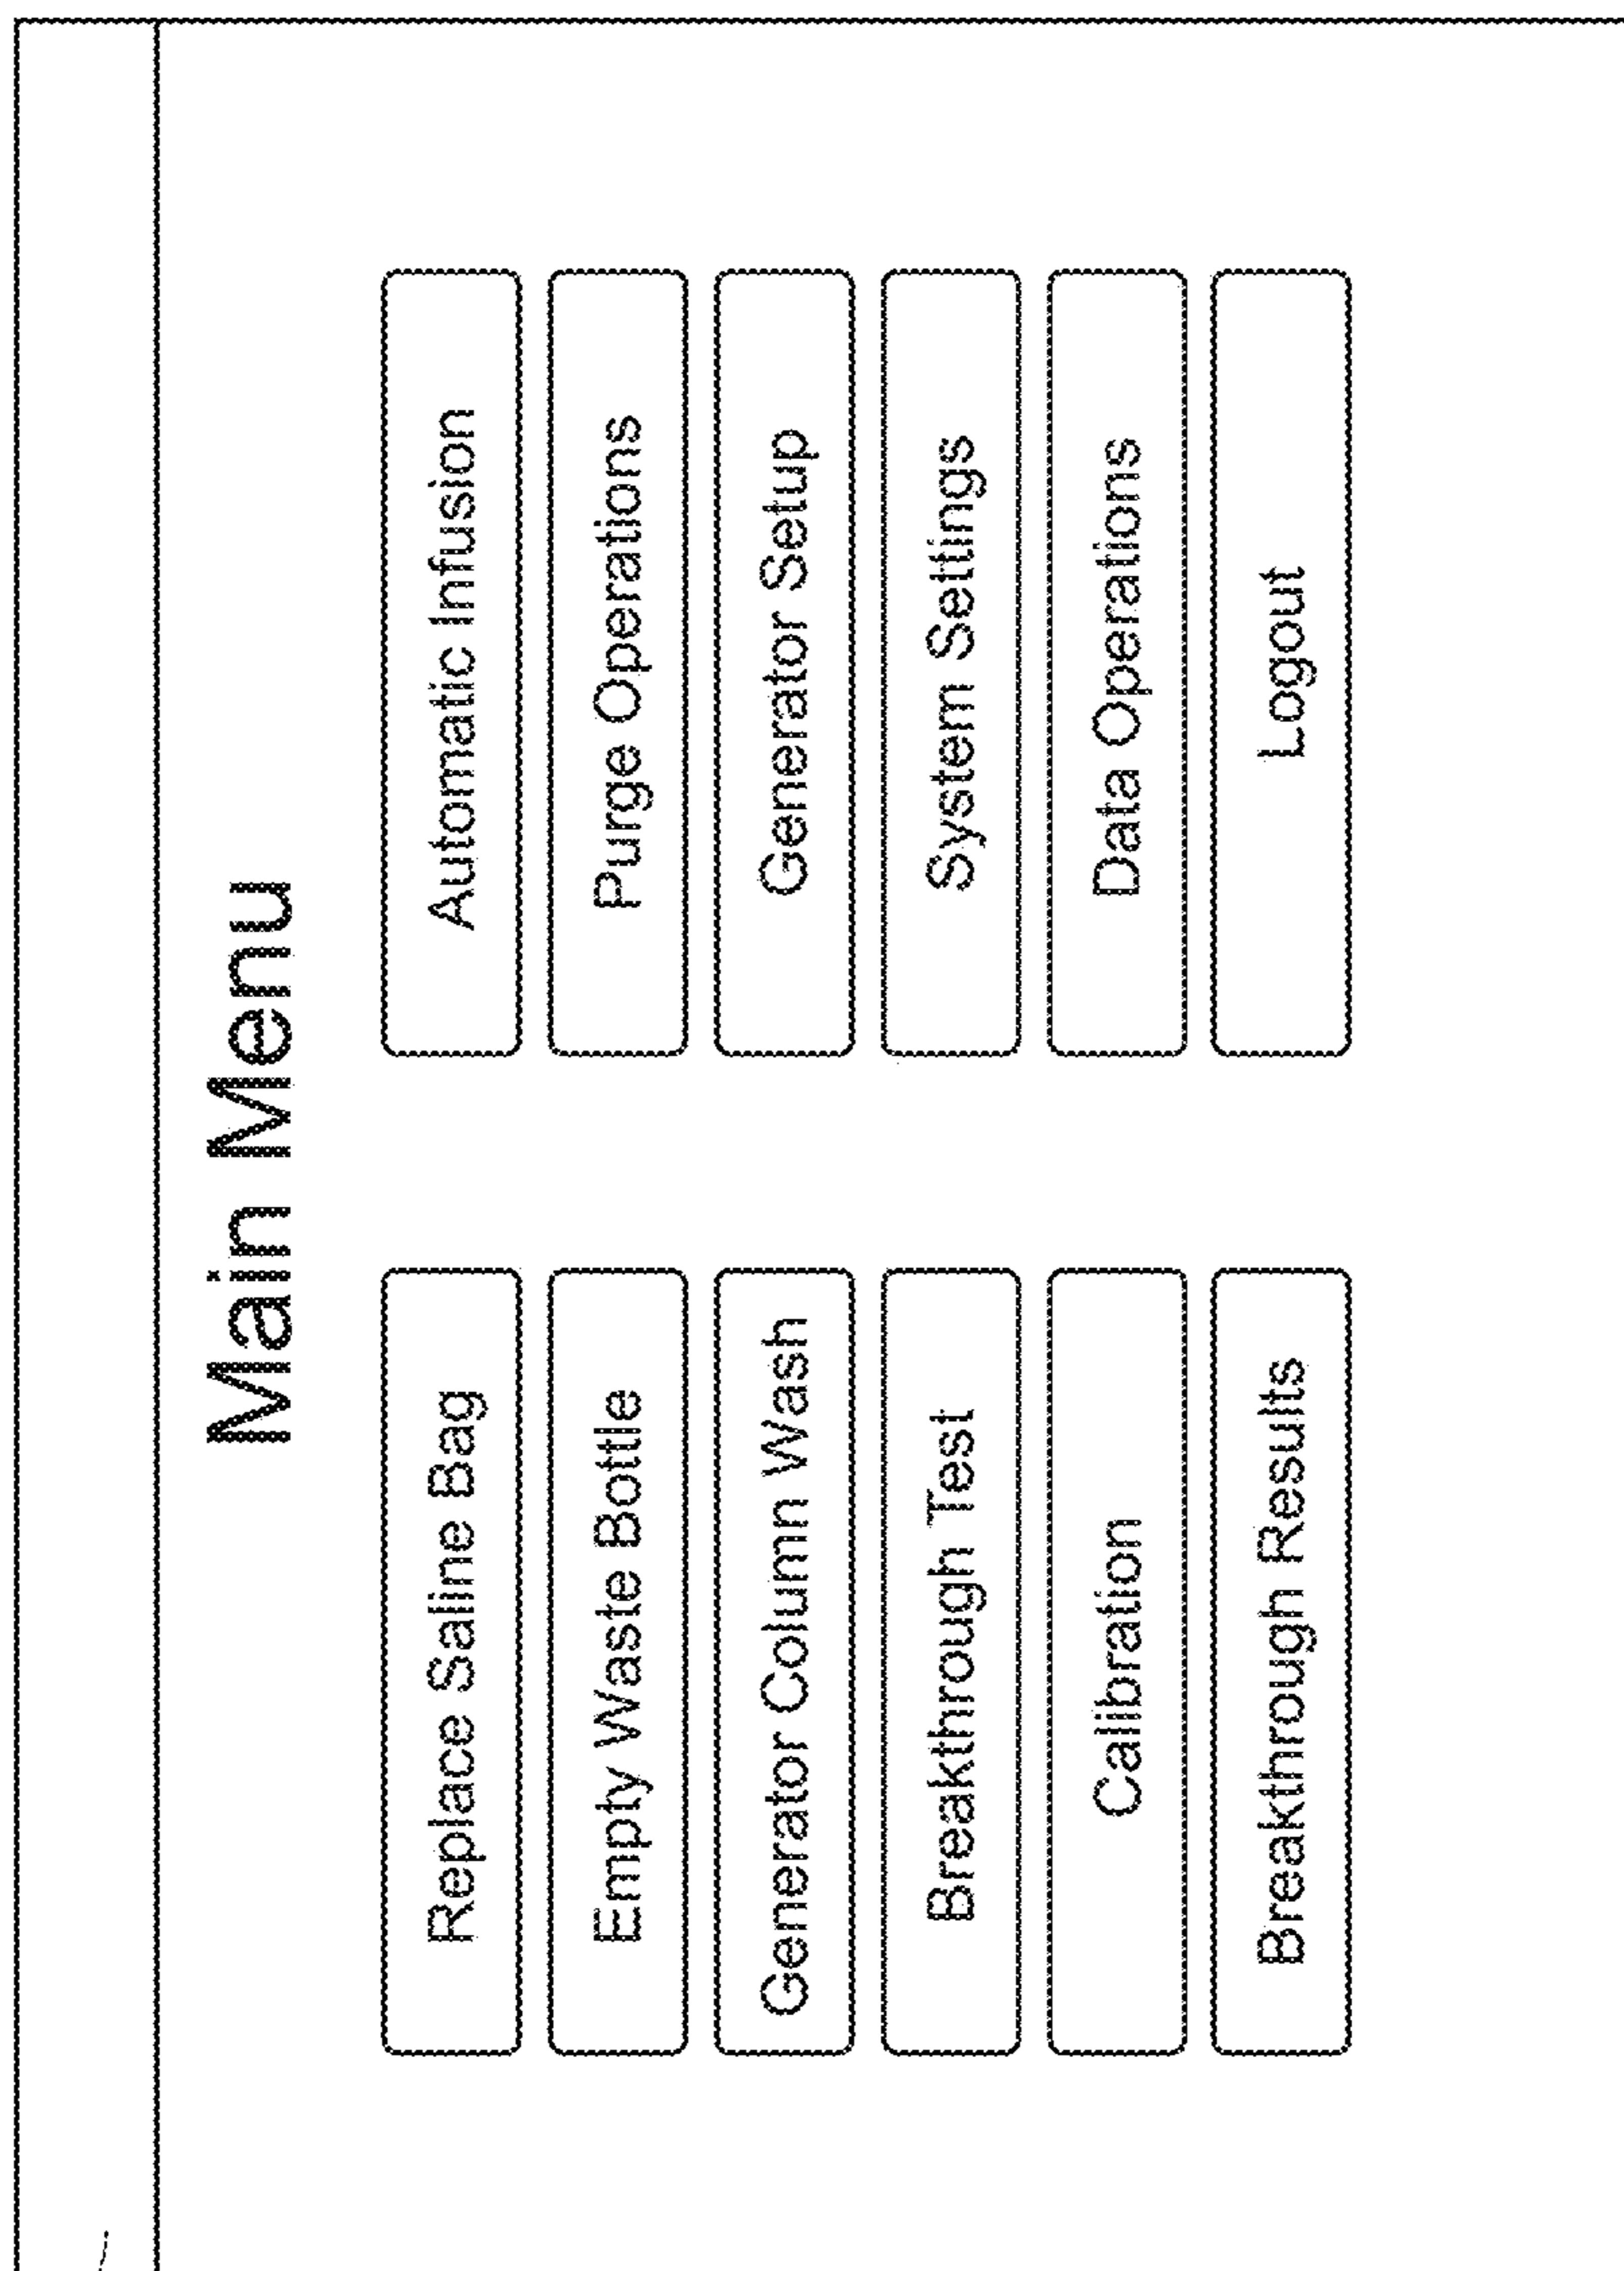 Main Menu
Replace Saline Bag
Empty Waste Bottle
Generator Column Wash
Breakthrough Test
Calibration
Breakthrough Results
Automatic Infusion
Purge Operations
Generator Setup
System Settings
Data Operations
Logout